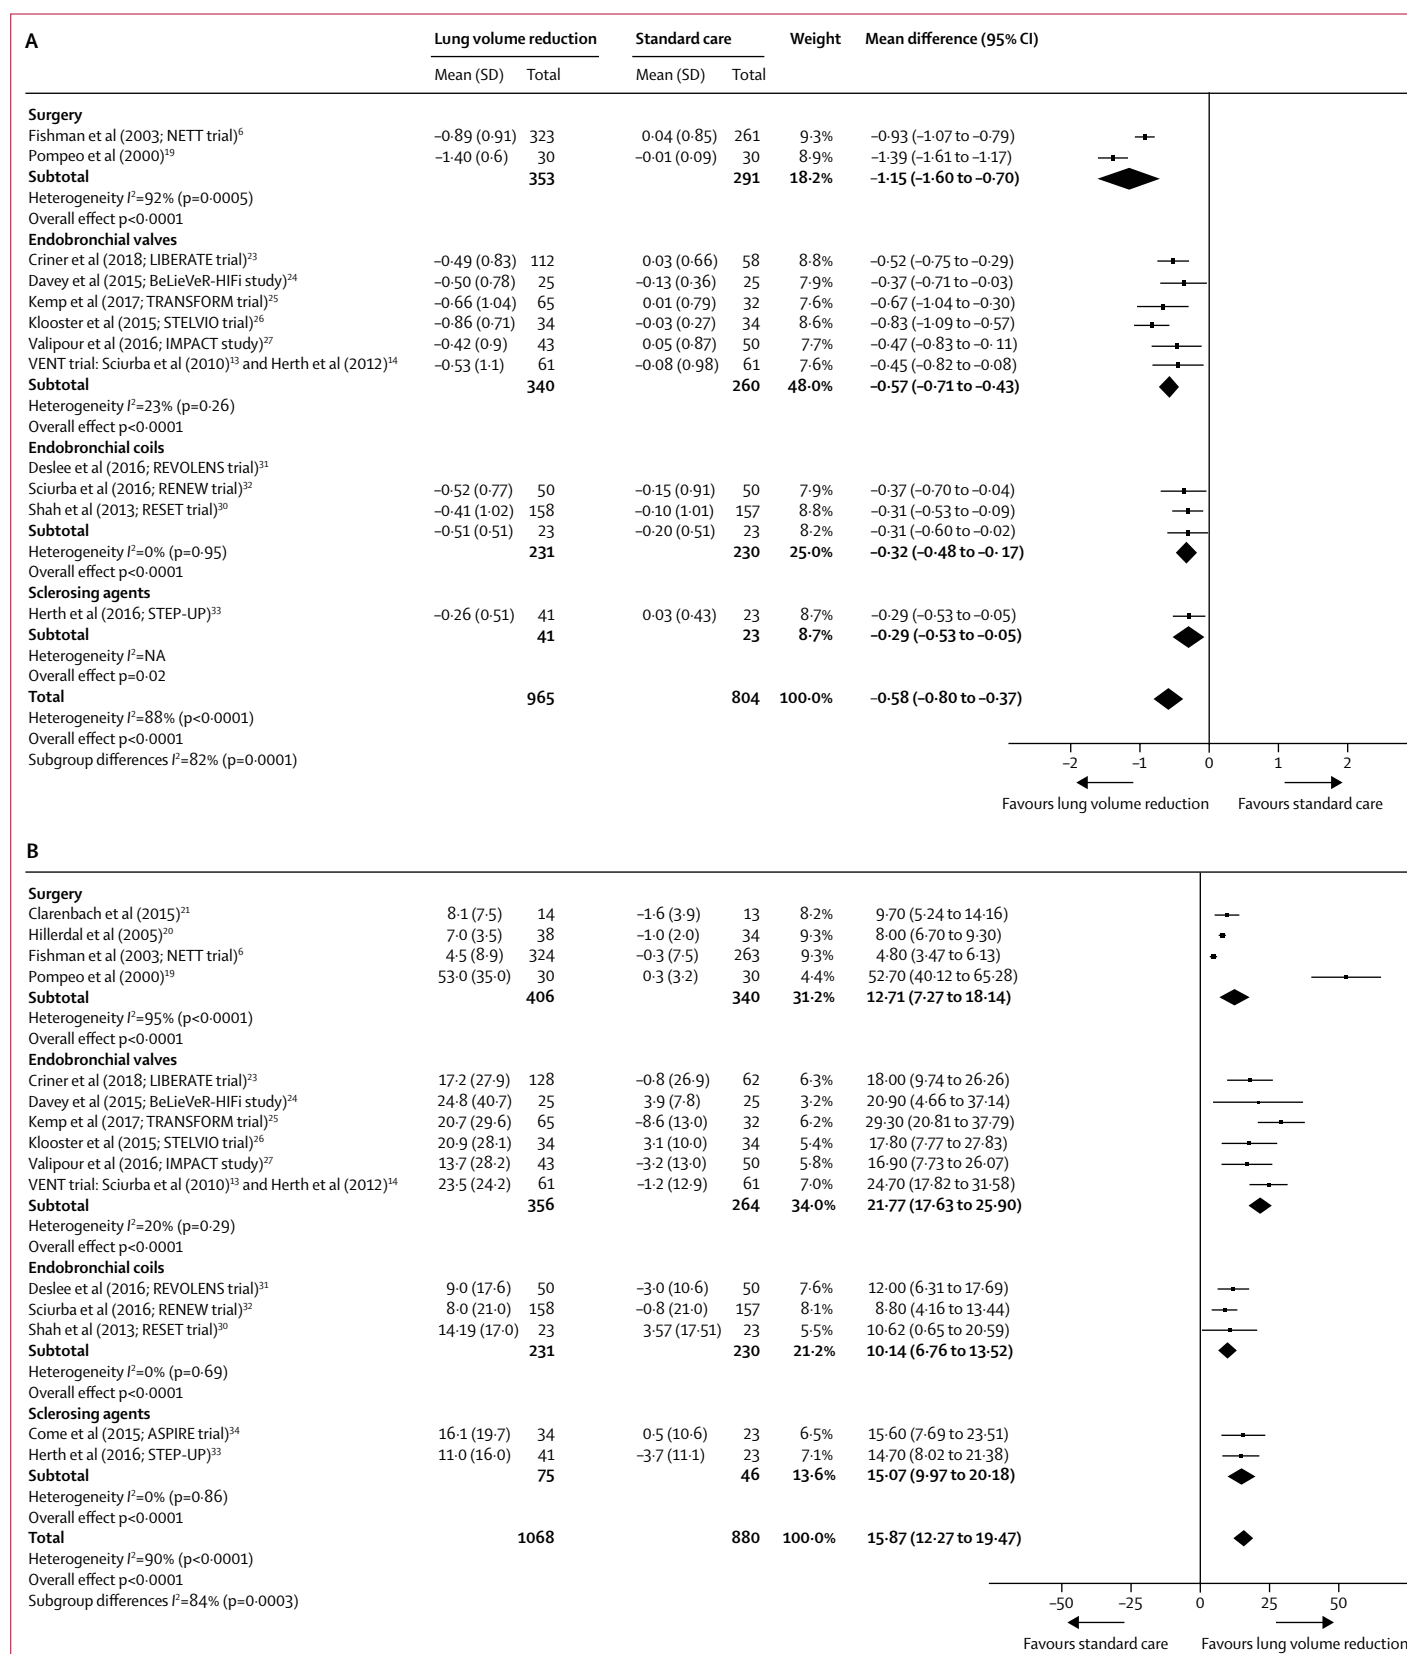 A
Lung volume reduction Standard care Weight Mean difference (95% CI)
Mean (SD) Total Mean (SD) Total
Surgery
Fishman et al (2003; NETT trial)⁶ –0·89 (0·91) 323 0·04 (0·85) 261 9·3% –0·93 (–1·07 to –0·79)
Pompeo et al (2000)¹⁹ –1·40 (0·6) 30 –0·01 (0·09) 30 8·9% –1·39 (–1·61 to –1·17)
Subtotal 353 291 18·2% –1·15 (–1·60 to –0·70)
Heterogeneity I²=92% (p=0·0005)
Overall effect p<0·0001
Endobronchial valves
Criner et al (2018; LIBERATE trial)²³ –0·49 (0·83) 112 0·03 (0·66) 58 8·8% –0·52 (–0·75 to –0·29)
Davey et al (2015; BeLieVeR-HIFi study)²⁴ –0·50 (0·78) 25 –0·13 (0·36) 25 7·9% –0·37 (–0·71 to –0·03)
Kemp et al (2017; TRANSFORM trial)²⁵ –0·66 (1·04) 65 0·01 (0·79) 32 7·6% –0·67 (–1·04 to –0·30)
Klooster et al (2015; STELVIO trial)²⁶ –0·86 (0·71) 34 –0·03 (0·27) 34 8·6% –0·83 (–1·09 to –0·57)
Valipour et al (2016; IMPACT study)²⁷ –0·42 (0·9) 43 0·05 (0·87) 50 7·7% –0·47 (–0·83 to –0· 11)
VENT trial: Sciurba et al (2010)¹³ and Herth et al (2012)¹⁴ –0·53 (1·1) 61 –0·08 (0·98) 61 7·6% –0·45 (–0·82 to –0·08)
Subtotal 340 260 48·0% –0·57 (–0·71 to –0·43)
Heterogeneity I²=23% (p=0·26)
Overall effect p<0·0001
Endobronchial coils
Deslee et al (2016; REVOLENS trial)³¹
Sciurba et al (2016; RENEW trial)³² –0·52 (0·77) 50 –0·15 (0·91) 50 7·9% –0·37 (–0·70 to –0·04)
Shah et al (2013; RESET trial)³⁰ –0·41 (1·02) 158 –0·10 (1·01) 157 8·8% –0·31 (–0·53 to –0·09)
Subtotal –0·51 (0·51) 23 –0·20 (0·51) 23 8·2% –0·31 (–0·60 to –0·02)
Heterogeneity I²=0% (p=0·95) 231 230 25·0% –0·32 (–0·48 to –0· 17)
Overall effect p<0·0001
Sclerosing agents
Herth et al (2016; STEP-UP)³³ –0·26 (0·51) 41 0·03 (0·43) 23 8·7% –0·29 (–0·53 to –0·05)
Subtotal 41 23 8·7% –0·29 (–0·53 to –0·05)
Heterogeneity I²=NA
Overall effect p=0·02
Total 965 804 100·0% –0·58 (–0·80 to –0·37)
Heterogeneity I²=88% (p<0·0001)
Overall effect p<0·0001
Subgroup differences I²=82% (p=0·0001)
–2 –1 0 1 2
Favours lung volume reduction Favours standard care
B
Surgery
Clarenbach et al (2015)²¹ 8·1 (7·5) 14 –1·6 (3·9) 13 8·2% 9·70 (5·24 to 14·16)
Hillerdal et al (2005)²⁰ 7·0 (3·5) 38 –1·0 (2·0) 34 9·3% 8·00 (6·70 to 9·30)
Fishman et al (2003; NETT trial)⁶ 4·5 (8·9) 324 –0·3 (7·5) 263 9·3% 4·80 (3·47 to 6·13)
Pompeo et al (2000)¹⁹ 53·0 (35·0) 30 0·3 (3·2) 30 4·4% 52·70 (40·12 to 65·28)
Subtotal 406 340 31·2% 12·71 (7·27 to 18·14)
Heterogeneity I²=95% (p<0·0001)
Overall effect p<0·0001
Endobronchial valves
Criner et al (2018; LIBERATE trial)²³ 17·2 (27·9) 128 –0·8 (26·9) 62 6·3% 18·00 (9·74 to 26·26)
Davey et al (2015; BeLieVeR-HIFi study)²⁴ 24·8 (40·7) 25 3·9 (7·8) 25 3·2% 20·90 (4·66 to 37·14)
Kemp et al (2017; TRANSFORM trial)²⁵ 20·7 (29·6) 65 –8·6 (13·0) 32 6·2% 29·30 (20·81 to 37·79)
Klooster et al (2015; STELVIO trial)²⁶ 20·9 (28·1) 34 3·1 (10·0) 34 5·4% 17·80 (7·77 to 27·83)
Valipour et al (2016; IMPACT study)²⁷ 13·7 (28·2) 43 –3·2 (13·0) 50 5·8% 16·90 (7·73 to 26·07)
VENT trial: Sciurba et al (2010)¹³ and Herth et al (2012)¹⁴ 23·5 (24·2) 61 –1·2 (12·9) 61 7·0% 24·70 (17·82 to 31·58)
Subtotal 356 264 34·0% 21·77 (17·63 to 25·90)
Heterogeneity I²=20% (p=0·29)
Overall effect p<0·0001
Endobronchial coils
Deslee et al (2016; REVOLENS trial)³¹ 9·0 (17·6) 50 –3·0 (10·6) 50 7·6% 12·00 (6·31 to 17·69)
Sciurba et al (2016; RENEW trial)³² 8·0 (21·0) 158 –0·8 (21·0) 157 8·1% 8·80 (4·16 to 13·44)
Shah et al (2013; RESET trial)³⁰ 14·19 (17·0) 23 3·57 (17·51) 23 5·5% 10·62 (0·65 to 20·59)
Subtotal 231 230 21·2% 10·14 (6·76 to 13·52)
Heterogeneity I²=0% (p=0·69)
Overall effect p<0·0001
Sclerosing agents
Come et al (2015; ASPIRE trial)³⁴ 16·1 (19·7) 34 0·5 (10·6) 23 6·5% 15·60 (7·69 to 23·51)
Herth et al (2016; STEP-UP)³³ 11·0 (16·0) 41 –3·7 (11·1) 23 7·1% 14·70 (8·02 to 21·38)
Subtotal 75 46 13·6% 15·07 (9·97 to 20·18)
Heterogeneity I²=0% (p=0·86)
Overall effect p<0·0001
Total 1068 880 100·0% 15·87 (12·27 to 19·47)
Heterogeneity I²=90% (p<0·0001)
Overall effect p<0·0001
Subgroup differences I²=84% (p=0·0003)
–50 –25 0 25 50
Favours standard care Favours lung volume reduction